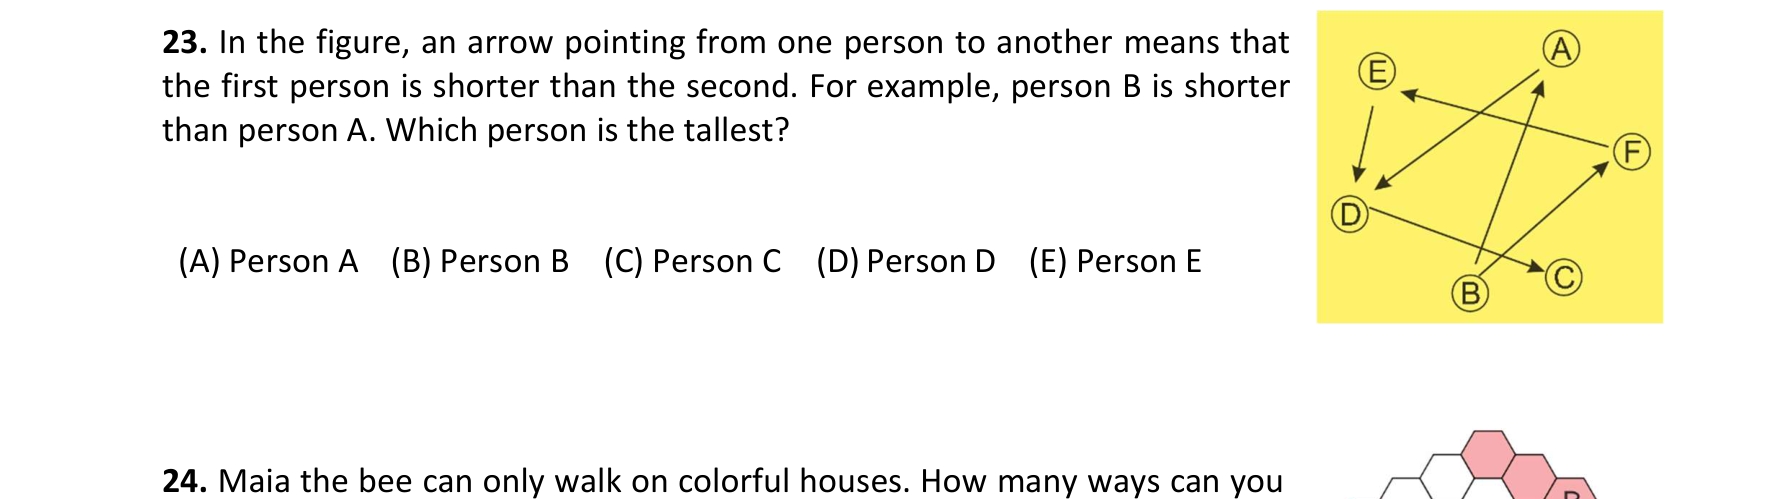 23. In the figure, an arrow pointing from one person to another means that
the first person is shorter than the second. For example, person B is shorter
than person A. Which person is the tallest?
(A) Person A (B) Person B (C) Person C (D) Person D (E) Person E
A
E
F
D
C
B
24. Maia the bee can only walk on colorful houses. How many ways can you